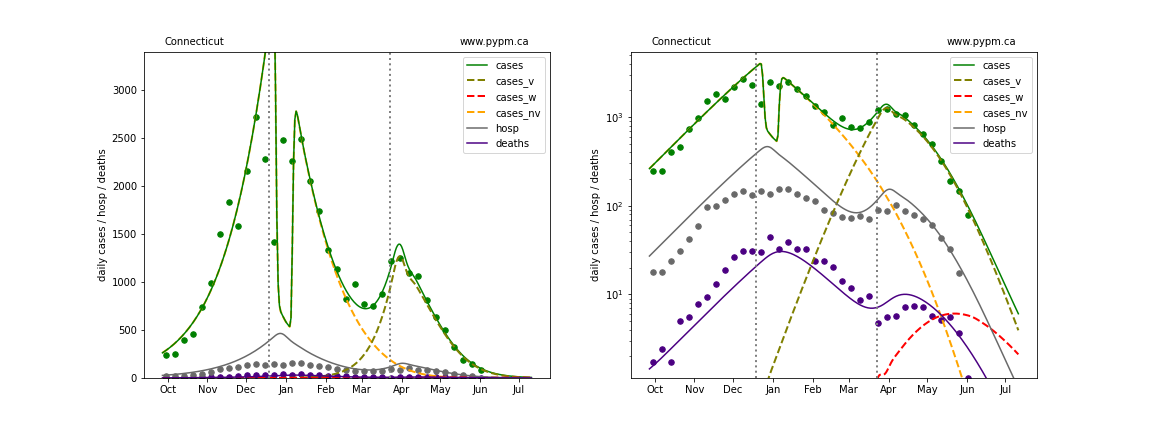 Connecticut www.pypm.ca
cases
cases_v
cases_w
cases_nv
hosp
deaths
daily cases / hosp / deaths
3000
2500
2000
1500
1000
500
0
Oct Nov Dec Jan Feb Mar Apr May Jun Jul
Connecticut www.pypm.ca
cases
cases_v
cases_w
cases_nv
hosp
deaths
daily cases / hosp / deaths
10³
10²
10¹
Oct Nov Dec Jan Feb Mar Apr May Jun Jul